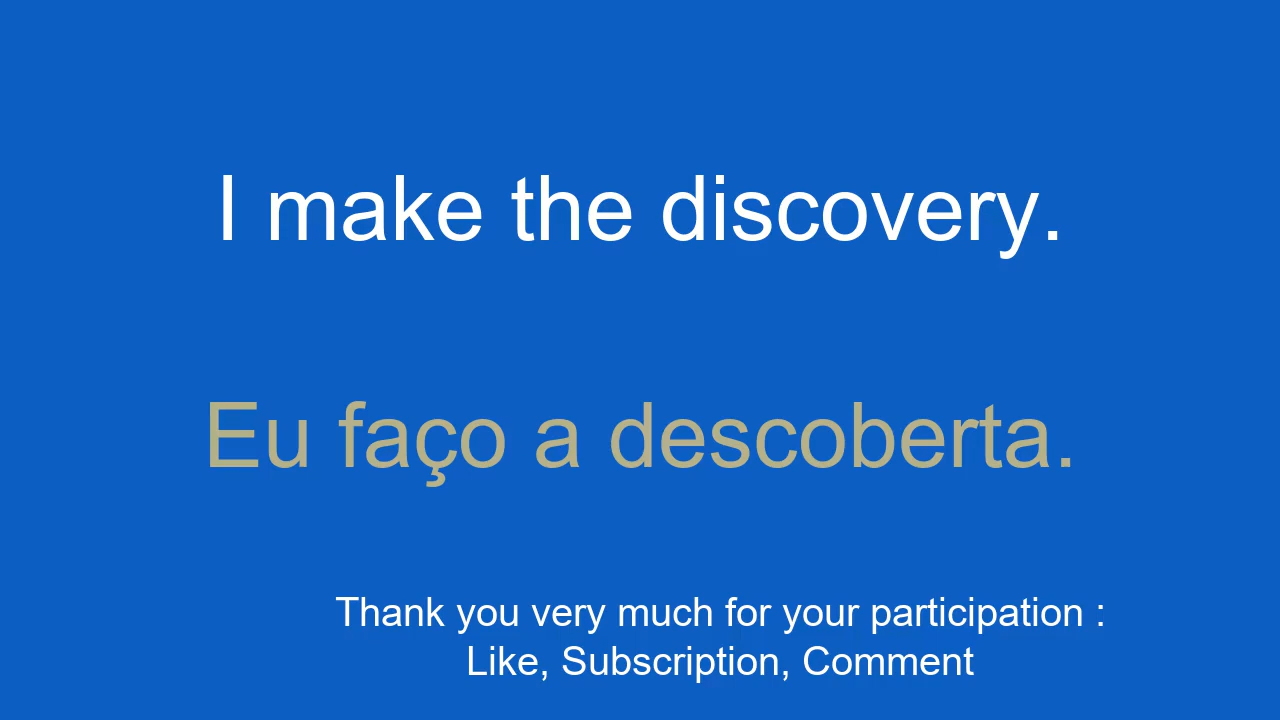 I make the discovery.
Eu faço a descoberta.
Thank you very much for your participation :
Like, Subscription, Comment